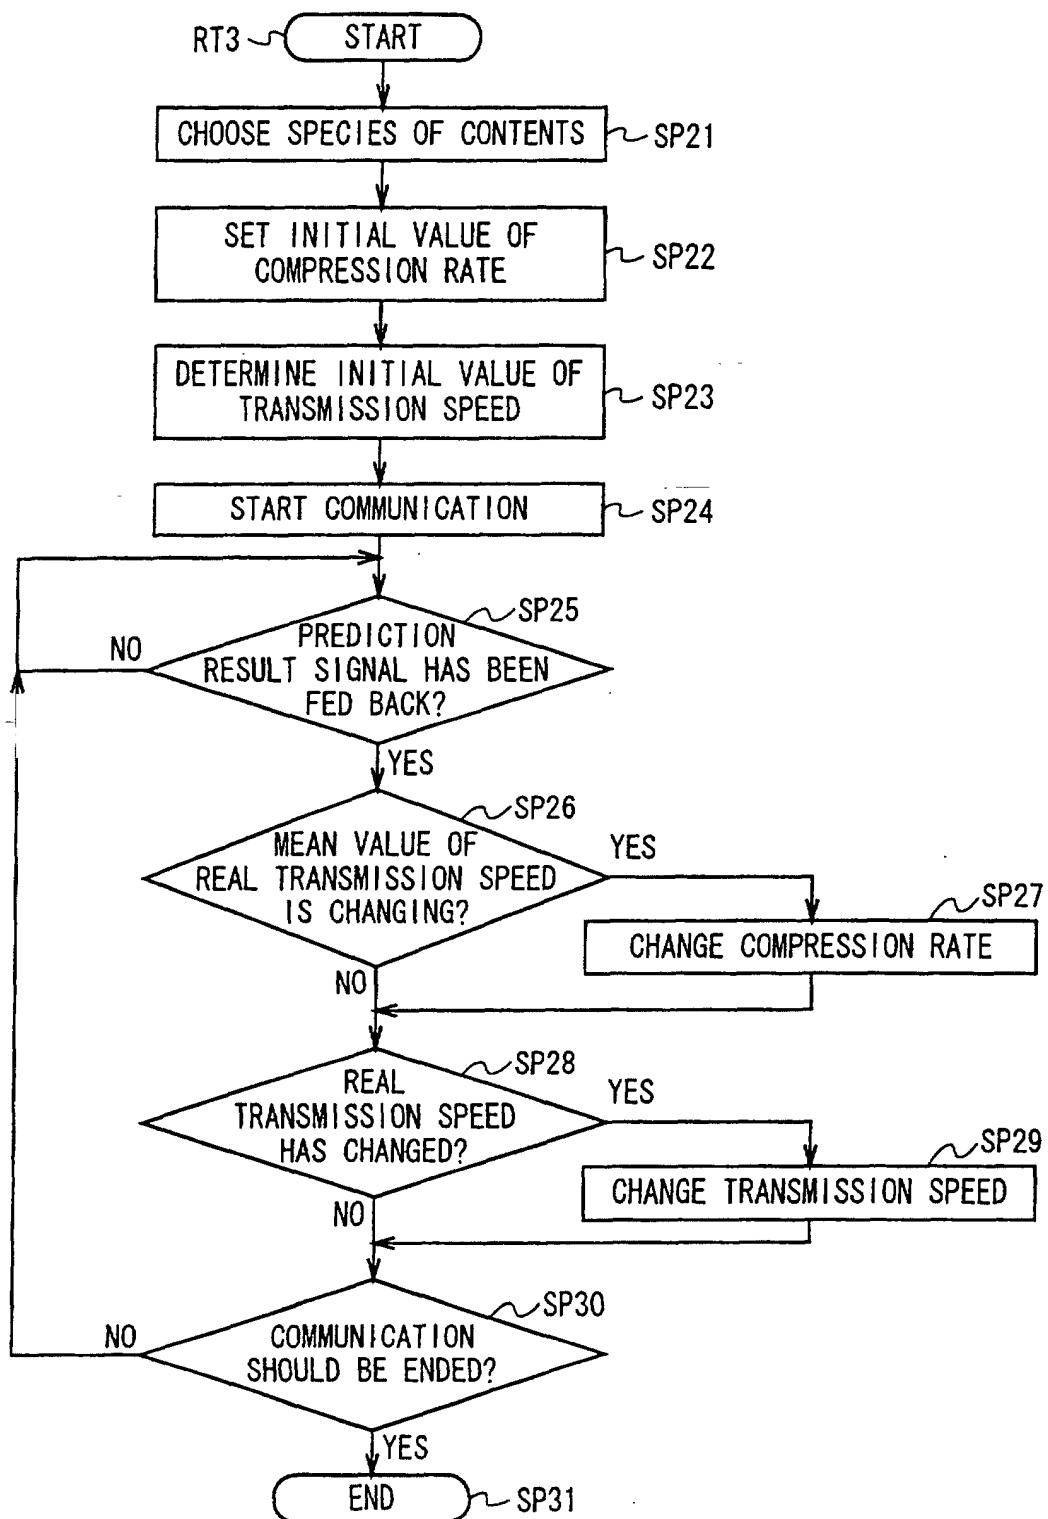 RT3
START
CHOOSE SPECIES OF CONTENTS
SP21
SET INITIAL VALUE OF
COMPRESSION RATE
SP22
DETERMINE INITIAL VALUE OF
TRANSMISSION SPEED
SP23
START COMMUNICATION
SP24
SP25
PREDICTION
RESULT SIGNAL HAS BEEN
FED BACK?
NO
YES
SP26
MEAN VALUE OF
REAL TRANSMISSION SPEED
IS CHANGING?
YES
SP27
CHANGE COMPRESSION RATE
NO
SP28
REAL
TRANSMISSION SPEED
HAS CHANGED?
YES
SP29
CHANGE TRANSMISSION SPEED
NO
SP30
COMMUNICATION
SHOULD BE ENDED?
NO
YES
END
SP31